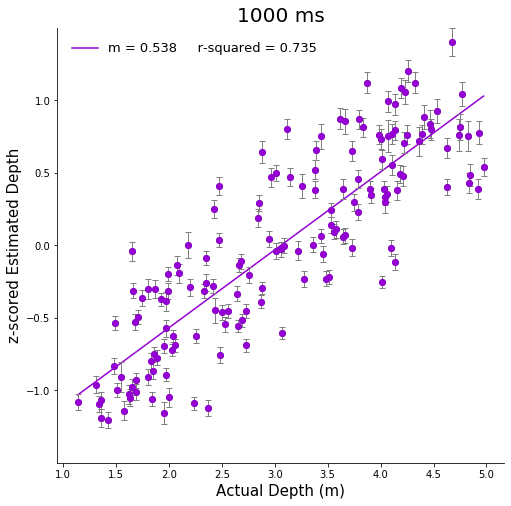 1000 ms
m = 0.538 r-squared = 0.735
z-scored Estimated Depth
1.0
0.5
0.0
−0.5
−1.0
1.0 1.5 2.0 2.5 3.0 3.5 4.0 4.5 5.0
Actual Depth (m)